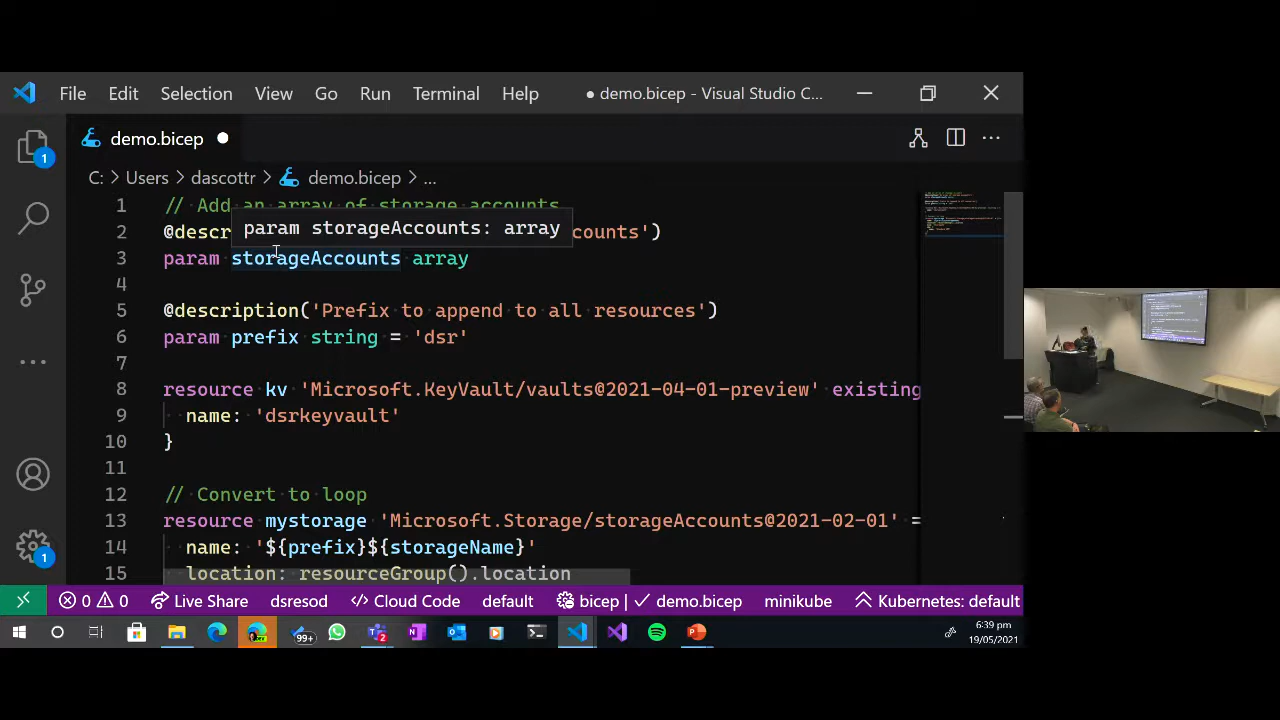 File Edit Selection View Go Run Terminal Help ● demo.bicep - Visual Studio C...
demo.bicep ●
C: > Users > dascottr > demo.bicep > ...
1 // Add an array of storage accounts
2 @descr counts')
param storageAccounts: array
3 param storageAccounts array
4
5 @description('Prefix to append to all resources')
6 param prefix string = 'dsr'
7
8 resource kv 'Microsoft.KeyVault/vaults@2021-04-01-preview' existing
9 name: 'dsrkeyvault'
10 }
11
12 // Convert to loop
13 resource mystorage 'Microsoft.Storage/storageAccounts@2021-02-01' =
14 name: '${prefix}${storageName}'
15 location: resourceGroup().location
1
1
0 0 Live Share dsresod Cloud Code default bicep | ✓ demo.bicep minikube Kubernetes: default
99+ 2
6:39 pm
19/05/2021